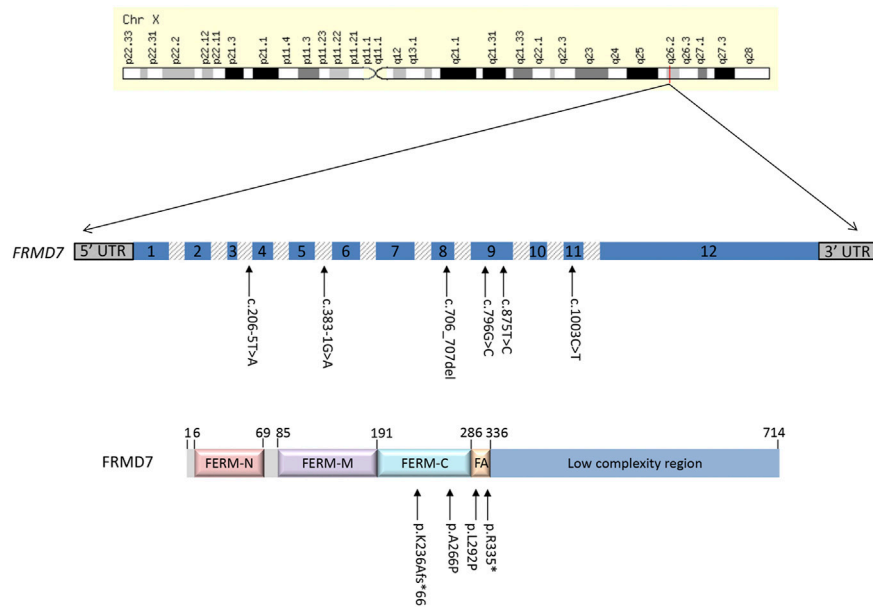 Chr X
p22.33 p22.31 p22.2 p22.12 p22.11 p21.3 p21.1 p11.4 p11.3 p11.23 p11.22 p11.21 p11.1 q11.1 q12 q13.1 q21.1 q21.31 q21.33 q22.1 q22.3 q23 q24 q25 q26.2 q26.3 q27.1 q27.3 q28
FRMD7 5' UTR 1 2 3 4 5 6 7 8 9 10 11 12 3' UTR
c.206-5T>A c.383-1G>A c.706_707del c.796G>C c.875T>C c.1003C>T
1 6 69 85 191 286 336 714
FRMD7 FERM-N FERM-M FERM-C FA Low complexity region
p.K236Afs*66 p.A266P p.L292P p.R335*